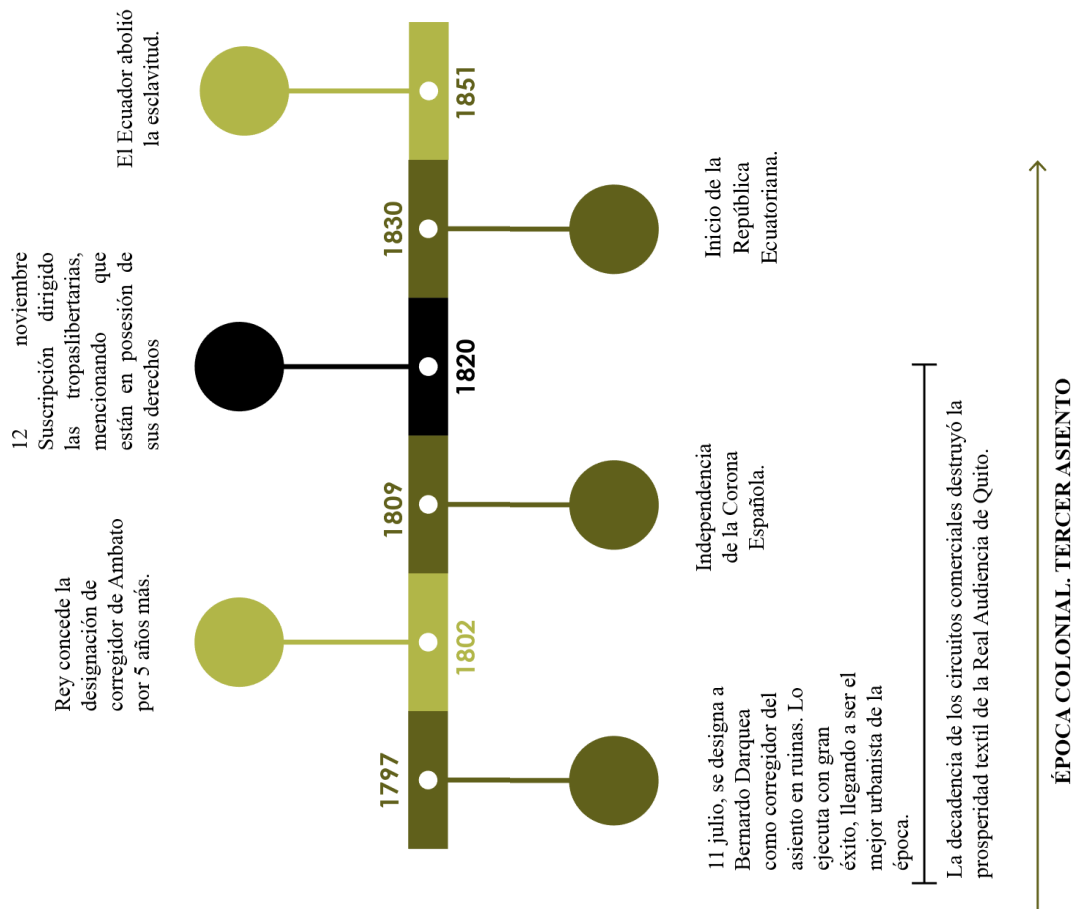 Rey concede la
designación de
corregidor de Ambato
por 5 años más.
12 noviembre
Suscripción dirigido
las tropaslibertarias,
mencionando que
están en posesión de
sus derechos
El Ecuador abolió
la esclavitud.
1797
1802
1809
1820
1830
1851
11 julio, se designa a
Bernardo Darquea
como corregidor del
asiento en ruinas. Lo
ejecuta con gran
éxito, llegando a ser el
mejor urbanista de la
época.
Independencia
de la Corona
Española.
Inicio de la
República
Ecuatoriana.
La decadencia de los circuitos comerciales destruyó la
prosperidad textil de la Real Audiencia de Quito.
ÉPOCA COLONIAL. TERCER ASIENTO